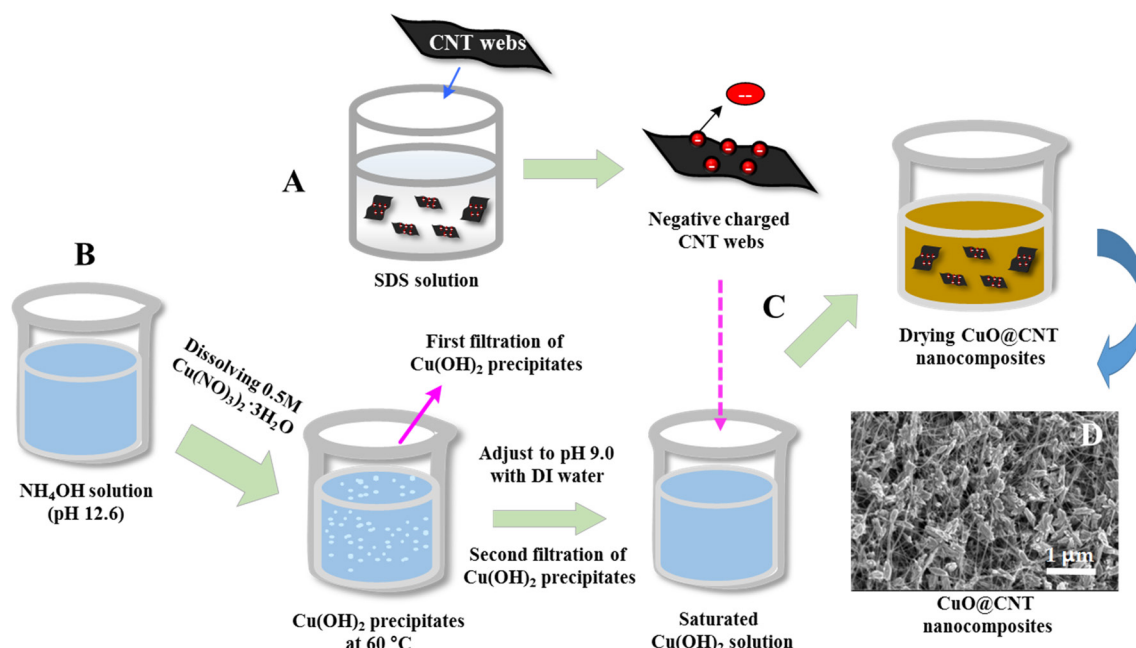 CNT webs
A
SDS solution
--
-
-
-
-
-
Negative charged
CNT webs
B
NH₄OH solution
(pH 12.6)
Dissolving 0.5M
Cu(NO)₃)₂·3H₂O
First filtration of
Cu(OH)₂ precipitates
Cu(OH)₂ precipitates
at 60 °C
Adjust to pH 9.0
with DI water
Second filtration of
Cu(OH)₂ precipitates
Saturated
Cu(OH)₂ solution
C
Drying CuO@CNT
nanocomposites
D
1 μm
CuO@CNT
nanocomposites